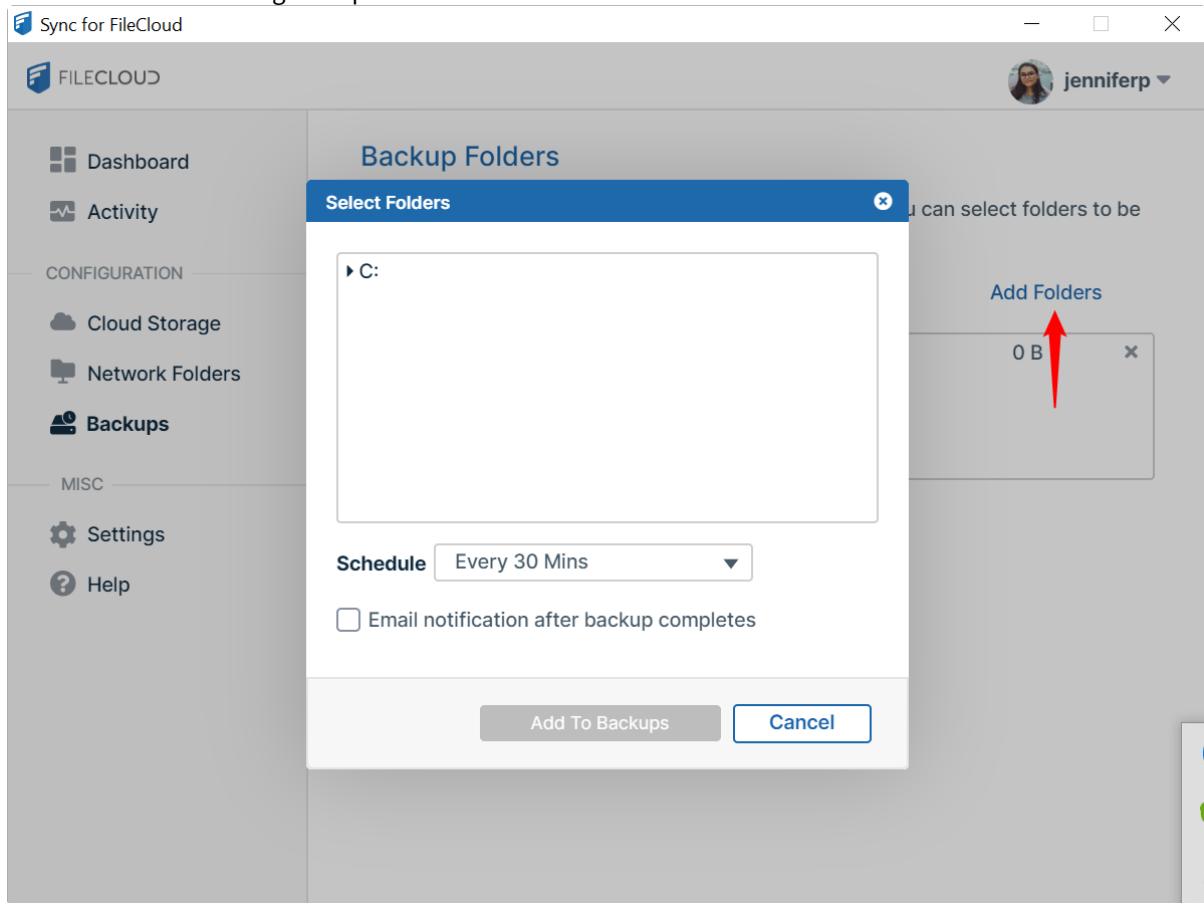 Sync for FileCloud
FILECLOUD
jenniferp
Dashboard
Activity
CONFIGURATION
Cloud Storage
Network Folders
Backups
MISC
Settings
Help
Backup Folders
can select folders to be
Add Folders
0 B
Select Folders
C:
Schedule Every 30 Mins
Email notification after backup completes
Add To Backups Cancel